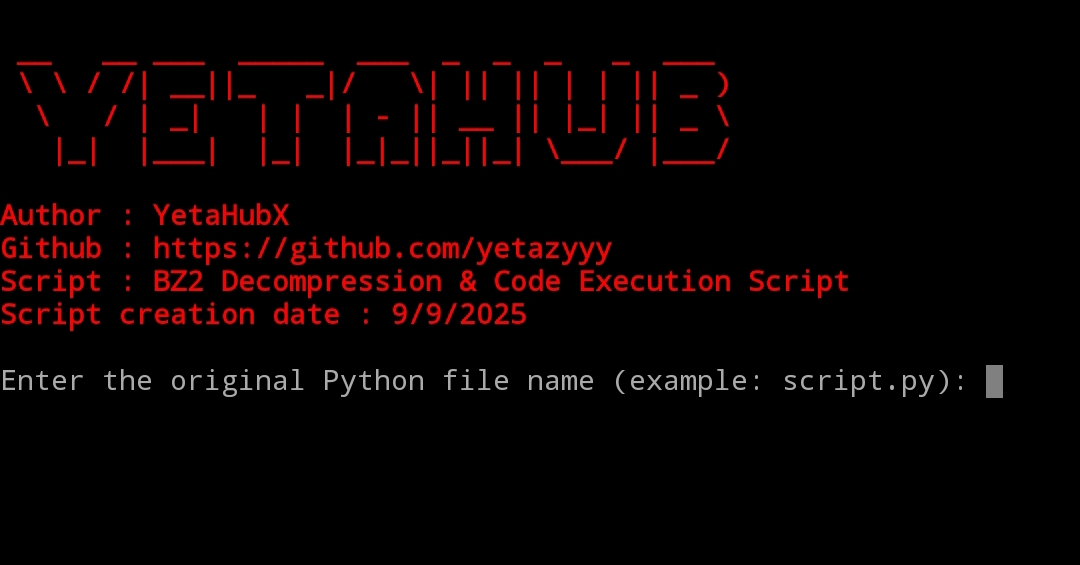 YETAHUB
Author : YetaHubX
Github : https://github.com/yetazyyy
Script : BZ2 Decompression & Code Execution Script
Script creation date : 9/9/2025
Enter the original Python file name (example: script.py):